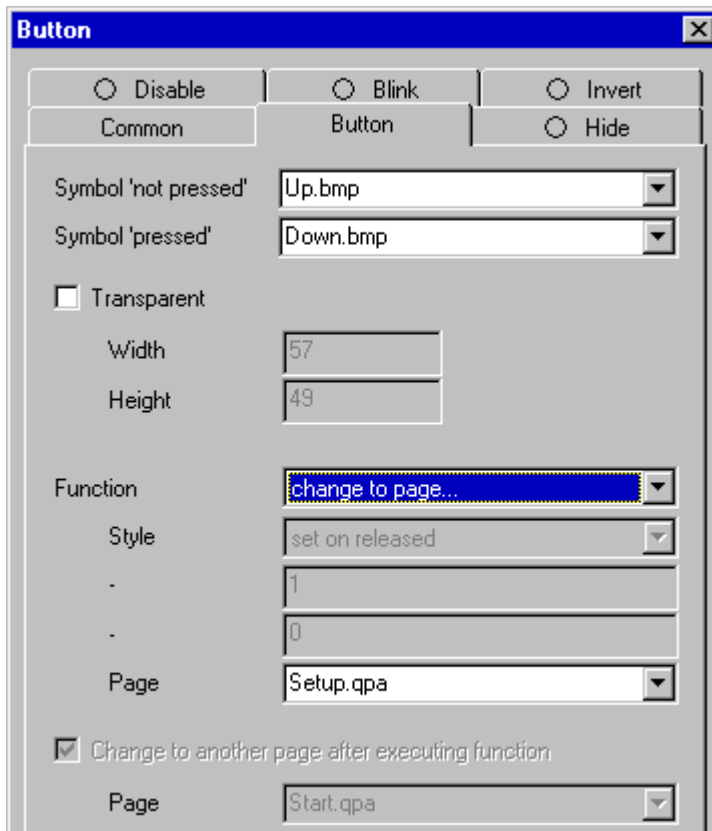 Button
Disable Blink Invert
Common Button Hide
Symbol 'not pressed' Up.bmp
Symbol 'pressed' Down.bmp
Transparent
Width 57
Height 49
Function change to page...
Style set on released
- 1
- 0
Page Setup.qpa
Change to another page after executing function
Page Start.qpa